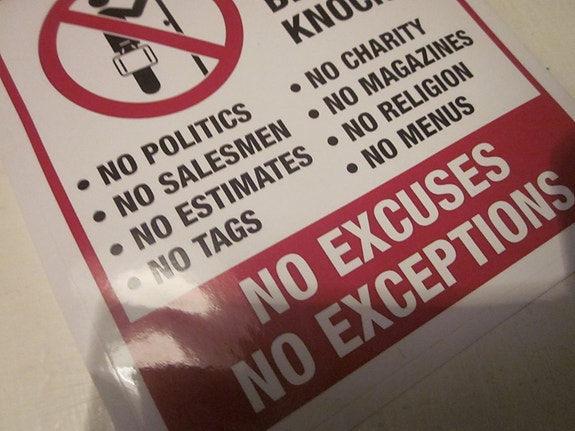 KNOCK
• NO POLITICS
• NO SALESMEN
• NO ESTIMATES
• NO TAGS
• NO CHARITY
• NO MAGAZINES
• NO RELIGION
• NO MENUS
NO EXCUSES
NO EXCEPTIONS